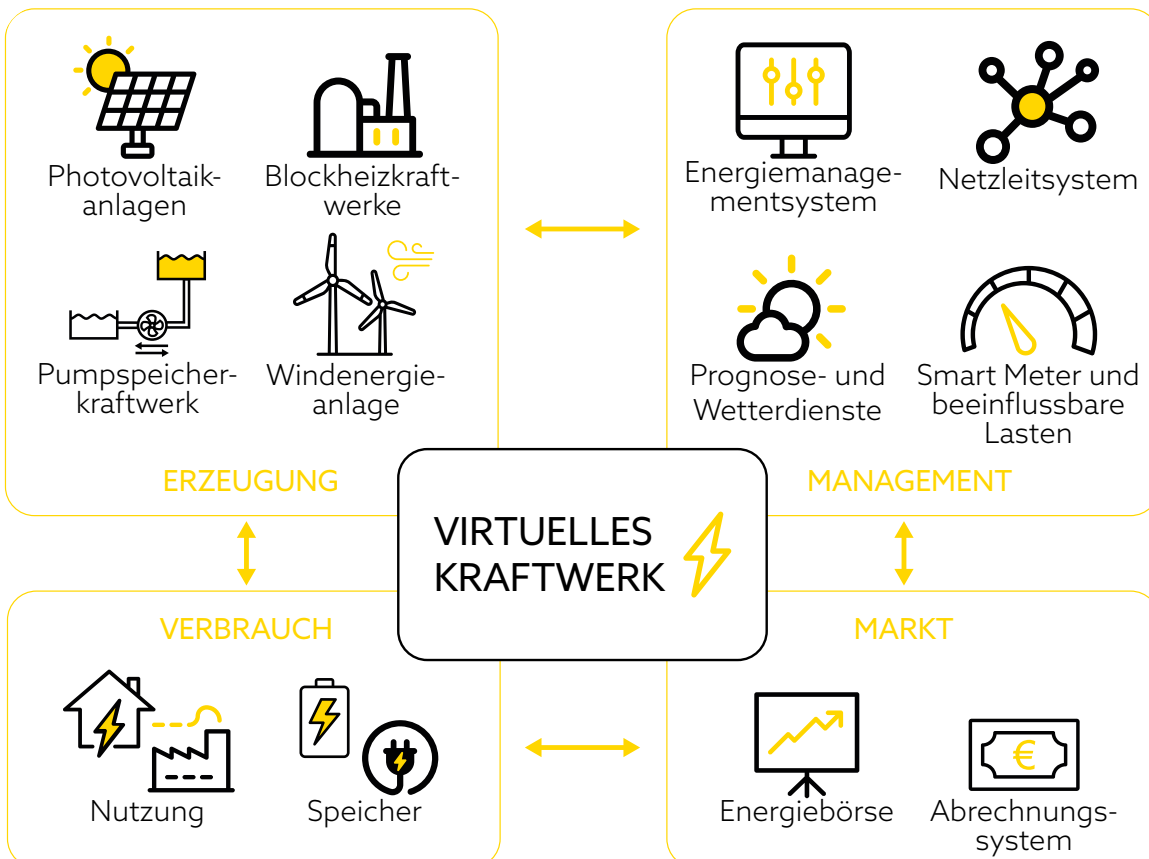 Photovoltaik-
anlagen
Blockheizkraft-
werke
Pumpspeicher-
kraftwerk
Windenergie-
anlage
ERZEUGUNG
Energiemanage-
mentsystem
Netzleitsystem
Prognose- und
Wetterdienste
Smart Meter und
beeinflussbare
Lasten
MANAGEMENT
VIRTUELLES
KRAFTWERK
VERBRAUCH
Nutzung
Speicher
MARKT
Energiebörse
€
Abrechnungs-
system